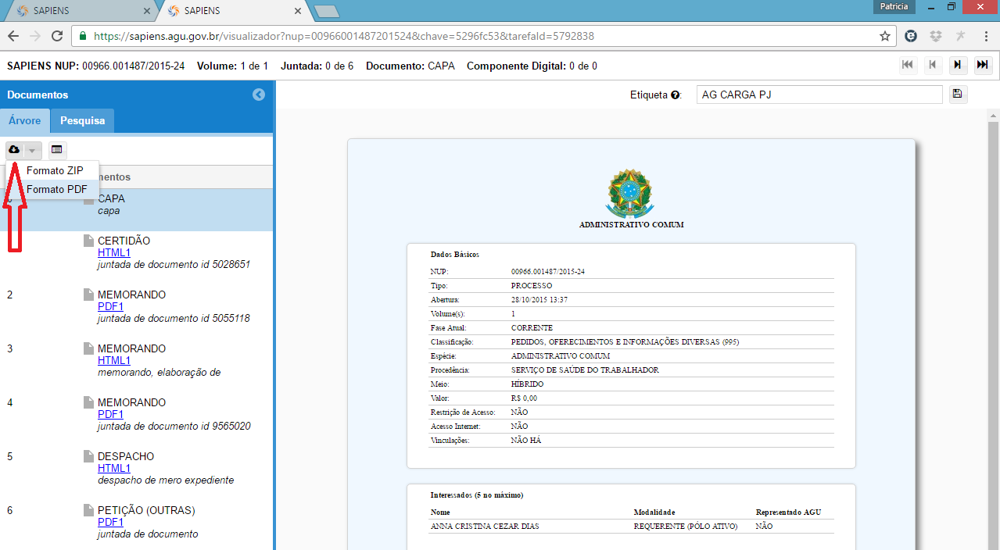 SAPIENS
SAPIENS
Patricia
https://sapiens.agu.gov.br/visualizador?nup=00966001487201524&chave=5296fc53&tarefaId=5792838
SAPIENS NUP: 00966.001487/2015-24 Volume: 1 de 1 Juntada: 0 de 6 Documento: CAPA Componente Digital: 0 de 0
Documentos
Árvore Pesquisa
Formato ZIP
Formato PDF
mentos
CAPA
capa
CERTIDÃO
HTML1
juntada de documento id 5028651
2 MEMORANDO
PDF1
juntada de documento id 5055118
3 MEMORANDO
HTML1
memorando, elaboração de
4 MEMORANDO
PDF1
juntada de documento id 9565020
5 DESPACHO
HTML1
despacho de mero expediente
6 PETIÇÃO (OUTRAS)
PDF1
juntada de documento
Etiqueta ?: AG CARGA PJ
ADMINISTRATIVO COMUM
Dados Básicos
NUP: 00966.001487/2015-24
Tipo: PROCESSO
Abertura: 28/10/2015 13:37
Volume(s): 1
Fase Atual: CORRENTE
Classificação: PEDIDOS, OFERECIMENTOS E INFORMAÇÕES DIVERSAS (995)
Espécie: ADMINISTRATIVO COMUM
Procedência: SERVIÇO DE SAÚDE DO TRABALHADOR
Meio: HÍBRIDO
Valor: R$ 0,00
Restrição de Acesso: NÃO
Acesso Internet: NÃO
Vinculações: NÃO HÁ
Interessados (5 no máximo)
Nome Modalidade Representado AGU
ANNA CRISTINA CEZAR DIAS REQUERENTE (PÓLO ATIVO) NÃO